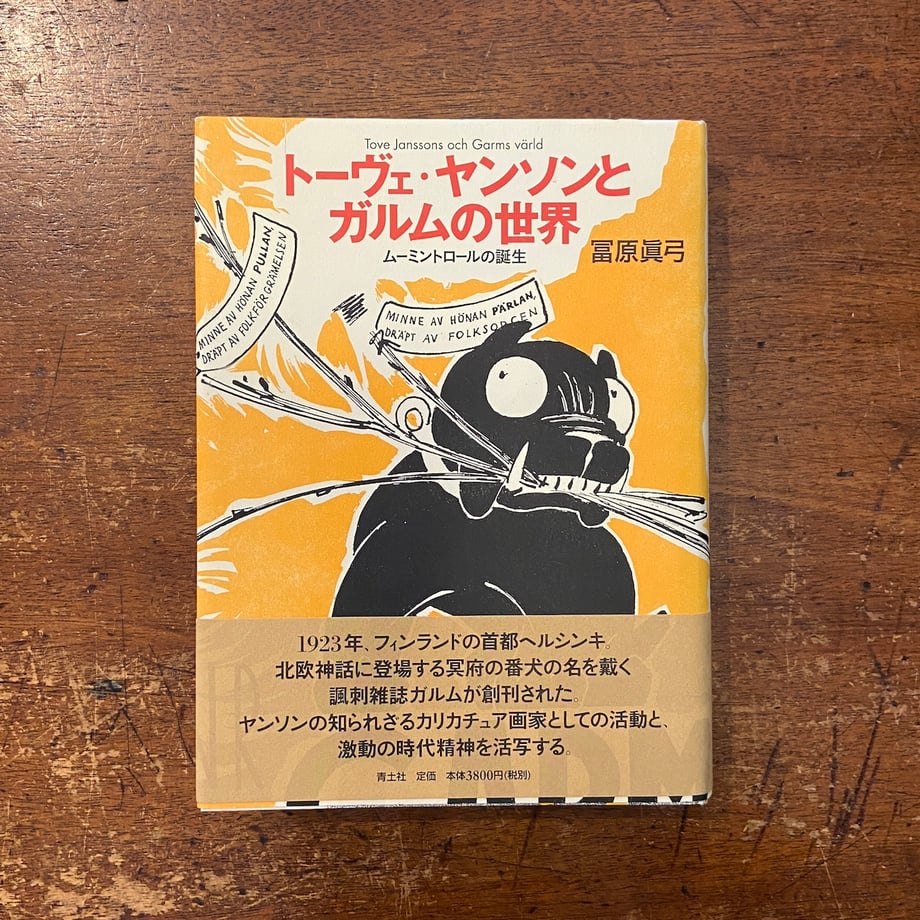 Tove Janssons och Garms värld
トーヴェ・ヤンソンと
ガルムの世界
ムーミントロールの誕生
冨原眞弓
MINNE AV HÖNAN PULLAN,
DRÄPT AV FOLKFÖRGRÄMELSEN
MINNE AV HÖNAN PÄRLAN,
DRÄPT AV FOLKSORGEN
1923年、フィンランドの首都ヘルシンキ。
北欧神話に登場する冥府の番犬の名を戴く
諷刺雑誌ガルムが創刊された。
ヤンソンの知られざるカリカチュア画家としての活動と、
激動の時代精神を活写する。
青土社 定価 本体3800円(税別)